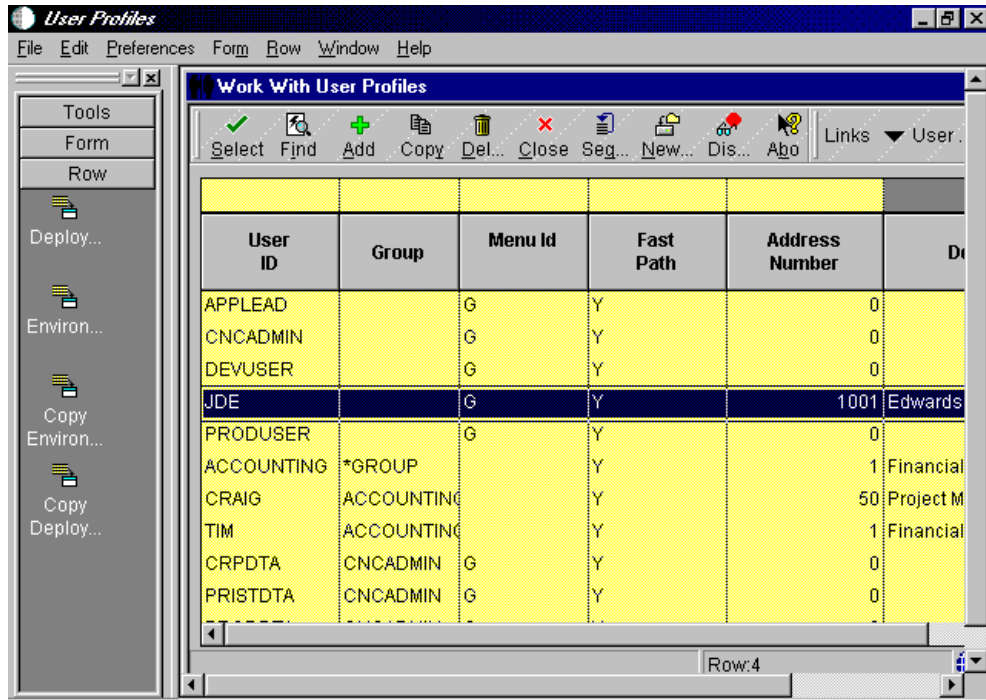 User Profiles
File Edit Preferences Form Row Window Help
Work With User Profiles
Tools
Form
Row
Deploy...
Environ...
Copy
Environ...
Copy
Deploy...
Select Find Add Copy Del... Close Seq... New... Dis... Abo Links User .
User ID Group Menu Id Fast Path Address Number De
APPLEAD G Y 0
CNCADMIN G Y 0
DEVUSER G Y 0
JDE G Y 1001 Edwards
PRODUSER G Y 0
ACCOUNTING *GROUP Y 1 Financial
CRAIG ACCOUNTING Y 50 Project M
TIM ACCOUNTING Y 1 Financial
CRPDTA CNCADMIN G Y 0
PRISTDTA CNCADMIN G Y 0
Row:4